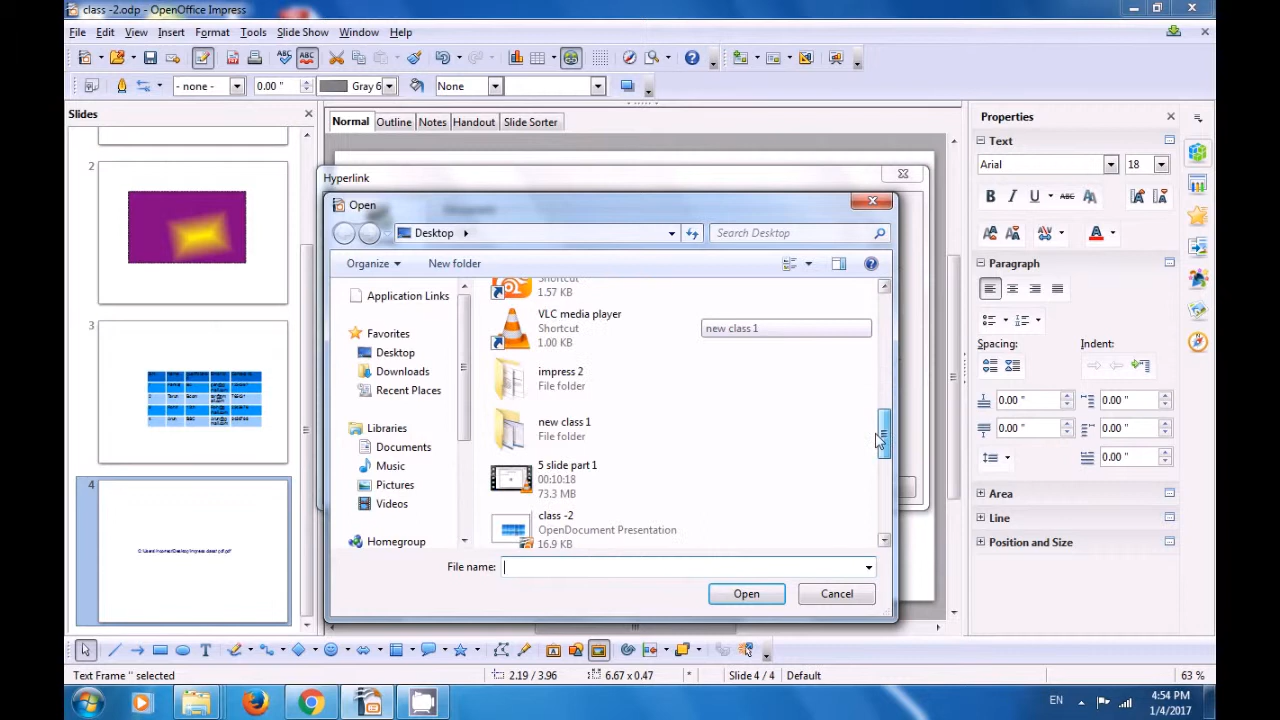 class -2.odp - OpenOffice Impress
File Edit View Insert Format Tools Slide Show Window Help
- none - 0.00 " Gray 6 None
Slides
Normal Outline Notes Handout Slide Sorter
Properties
Text
Arial 18
Hyperlink
Open
Desktop
Search Desktop
Organize New folder
Application Links
Favorites
Desktop
Downloads
Recent Places
Libraries
Documents
Music
Pictures
Videos
Homegroup
Shortcut
1.57 KB
VLC media player
Shortcut
1.00 KB
new class 1
impress 2
File folder
new class 1
File folder
5 slide part 1
00:10:18
73.3 MB
class -2
OpenDocument Presentation
16.9 KB
File name:
Open Cancel
Paragraph
Spacing: Indent:
0.00 " 0.00 "
0.00 " 0.00 "
0.00 "
Area
Line
Position and Size
2
3
4
Text Frame '' selected 2.19 / 3.96 6.67 x 0.47 * Slide 4 / 4 Default 63 %
EN 4:54 PM
1/4/2017